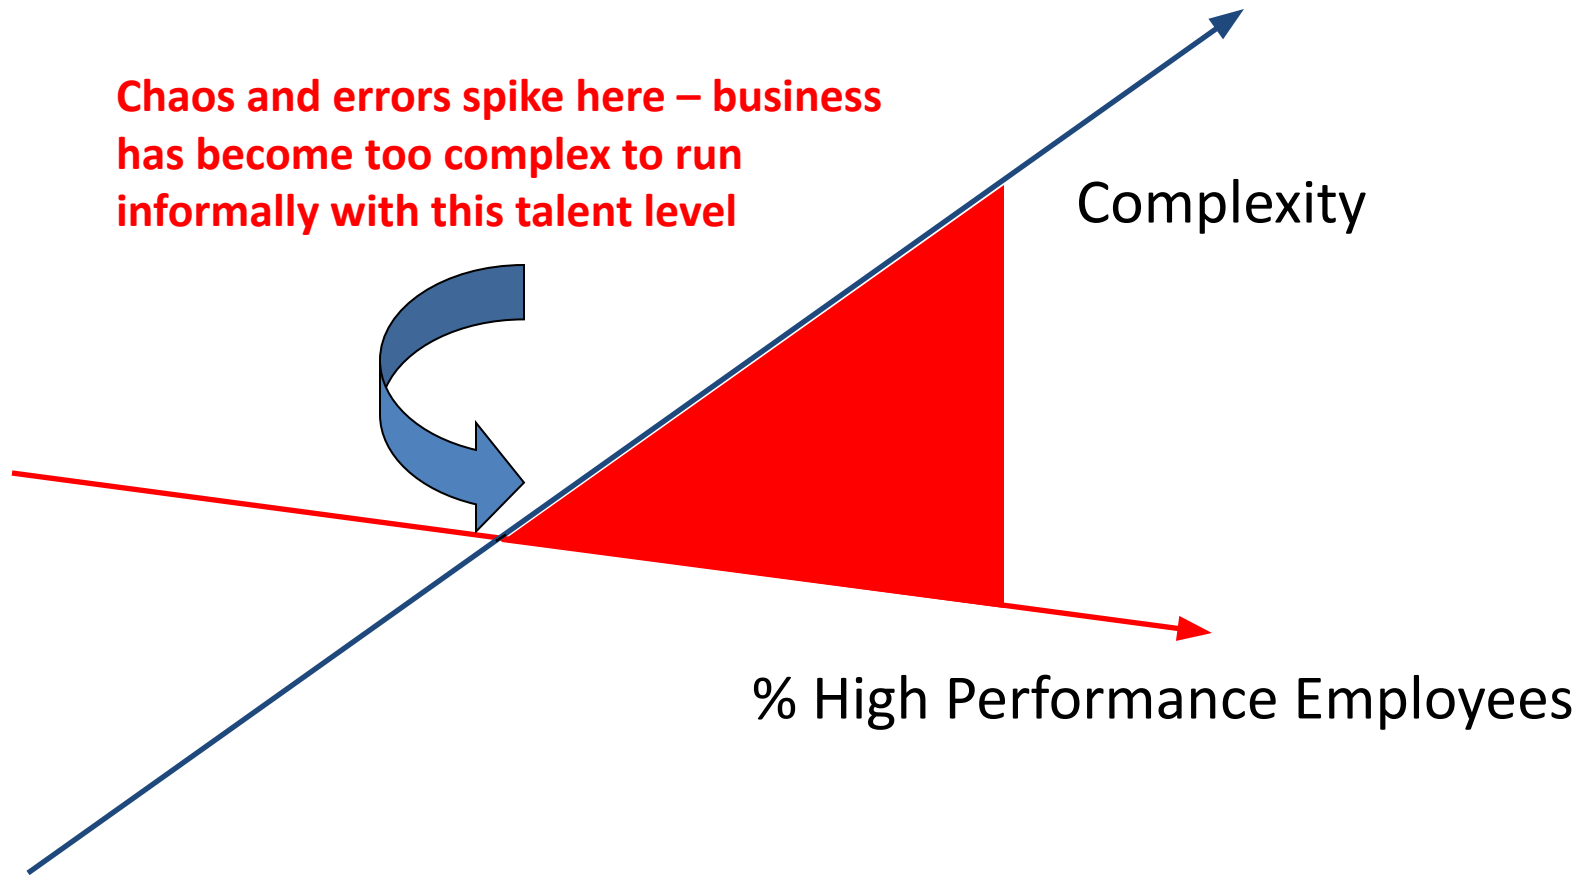 Chaos and errors spike here – business
has become too complex to run
informally with this talent level
Complexity
% High Performance Employees